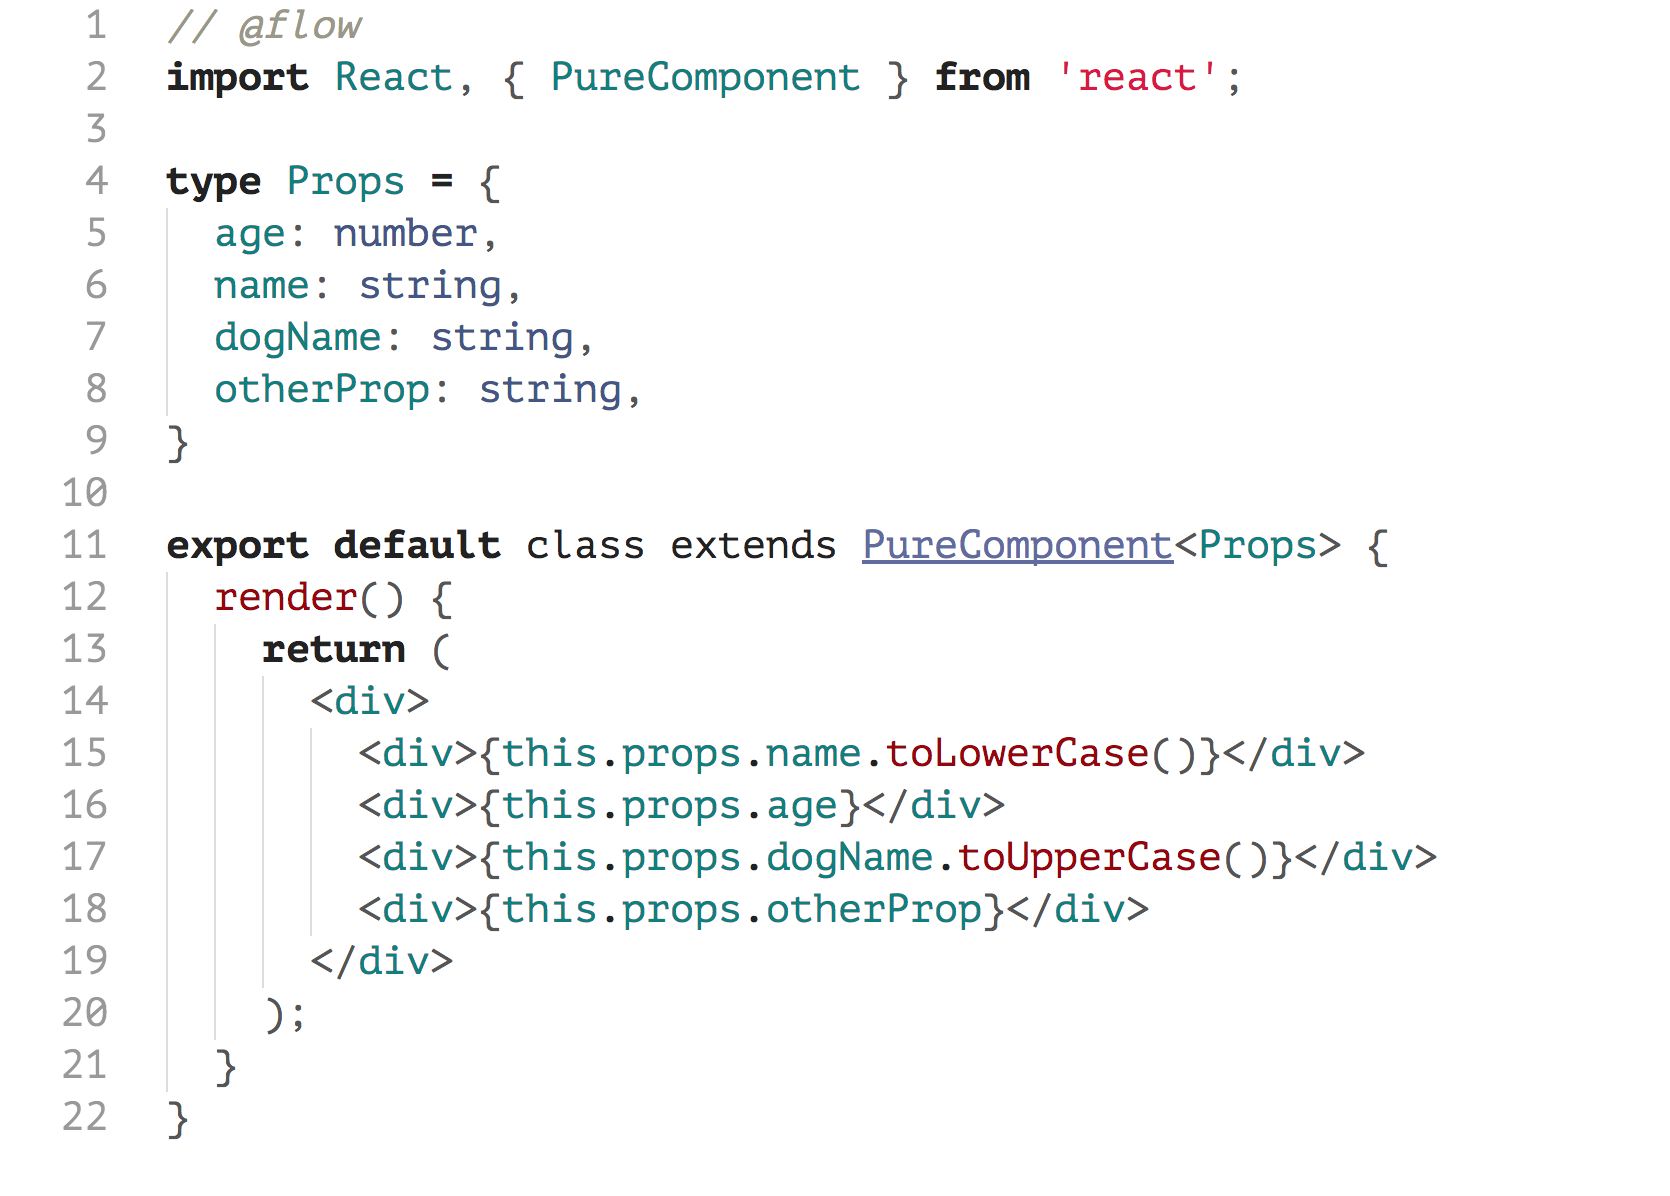 1 // @flow
2 import React, { PureComponent } from 'react';
3
4 type Props = {
5   age: number,
6   name: string,
7   dogName: string,
8   otherProp: string,
9 }
10
11 export default class extends PureComponent<Props> {
12   render() {
13     return (
14       <div>
15         <div>{this.props.name.toLowerCase()}</div>
16         <div>{this.props.age}</div>
17         <div>{this.props.dogName.toUpperCase()}</div>
18         <div>{this.props.otherProp}</div>
19       </div>
20     );
21   }
22 }